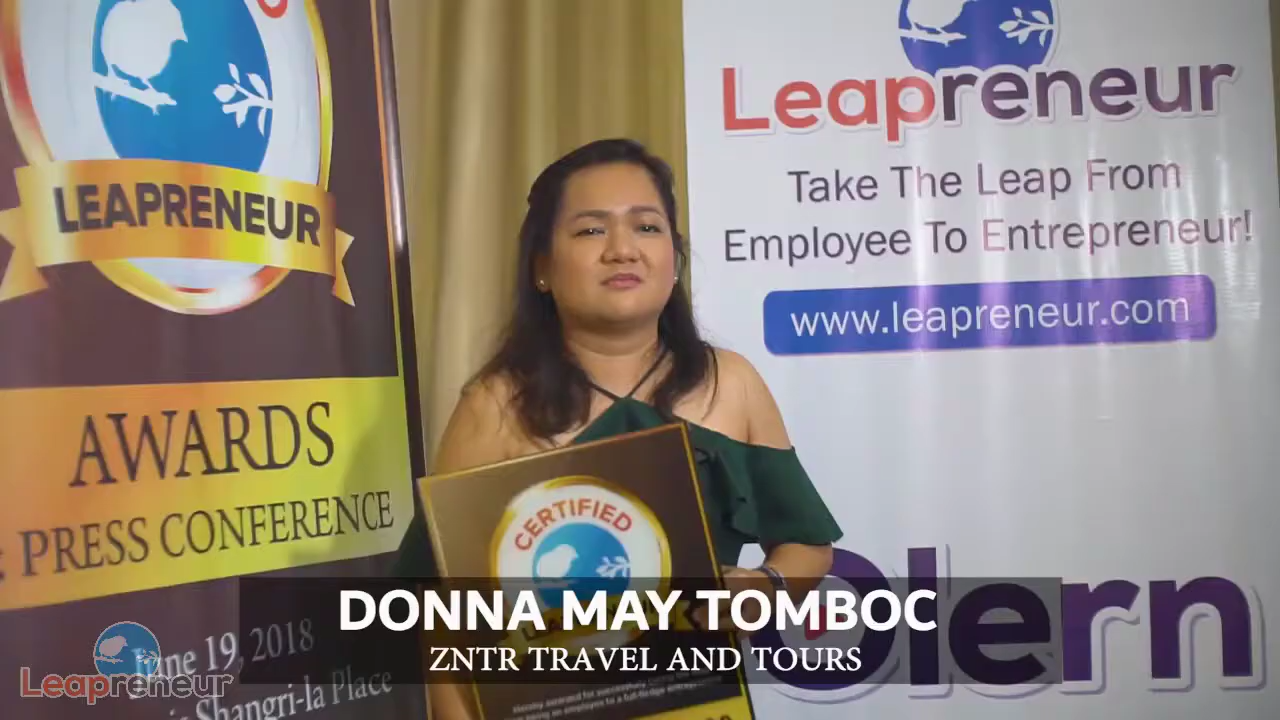 LEAPRENEUR
AWARDS
PRESS CONFERENCE
June 19, 2018
Shangri-la Place
Leapreneur
Leapreneur
Take The Leap From
Employee To Entrepreneur!
www.leapreneur.com
Olern
CERTIFIED
DONNA MAY TOMBOC
ZNTR TRAVEL AND TOURS